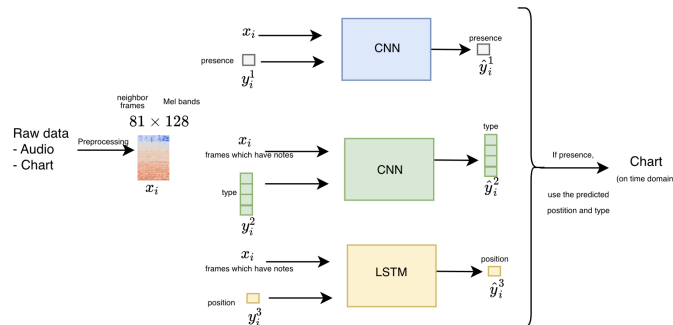 Raw data
- Audio
- Chart
Preprocessing
neighbor frames
Mel bands
81 × 128
x_i
x_i
presence
y_i^1
CNN
presence
ŷ_i^1
x_i
frames which have notes
type
y_i^2
CNN
type
ŷ_i^2
x_i
frames which have notes
position
y_i^3
LSTM
position
ŷ_i^3
If presence,
use the predicted
postition and type
Chart
(on time domain